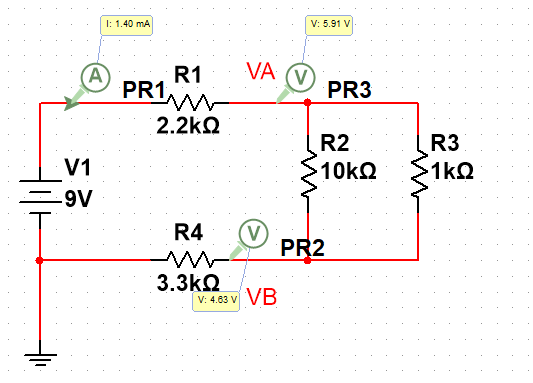 I: 1.40 mA
V: 5.91 V
A
V
VA
R1
PR1
PR3
2.2kΩ
R2
10kΩ
R3
1kΩ
V1
9V
R4
V
PR2
3.3kΩ
V: 4.63 V
VB